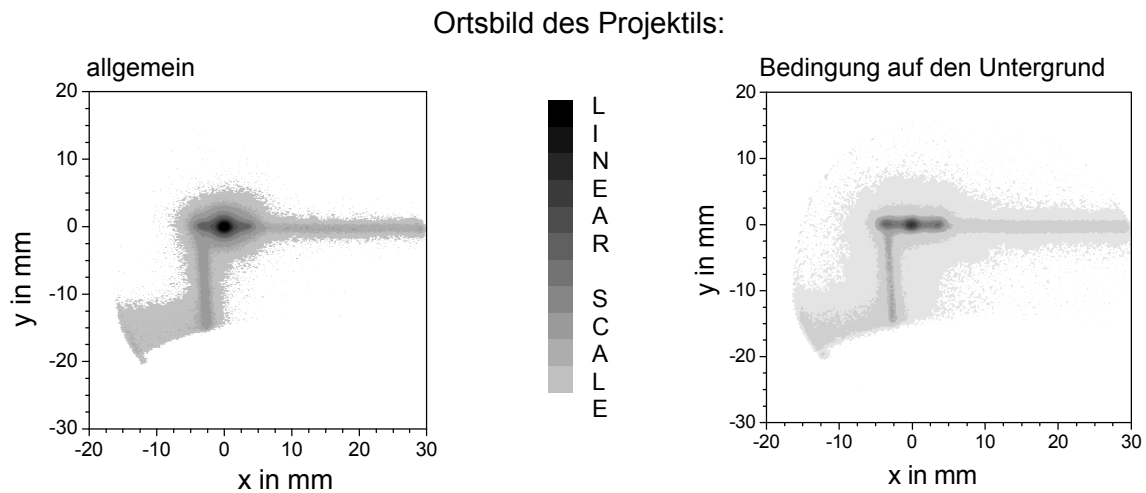 Ortsbild des Projektils:
allgemein
20
10
0
-10
-20
-30
-20 -10 0 10 20 30
y in mm
x in mm
L
I
N
E
A
R
S
C
A
L
E
Bedingung auf den Untergrund
20
10
0
-10
-20
-30
-20 -10 0 10 20 30
y in mm
x in mm